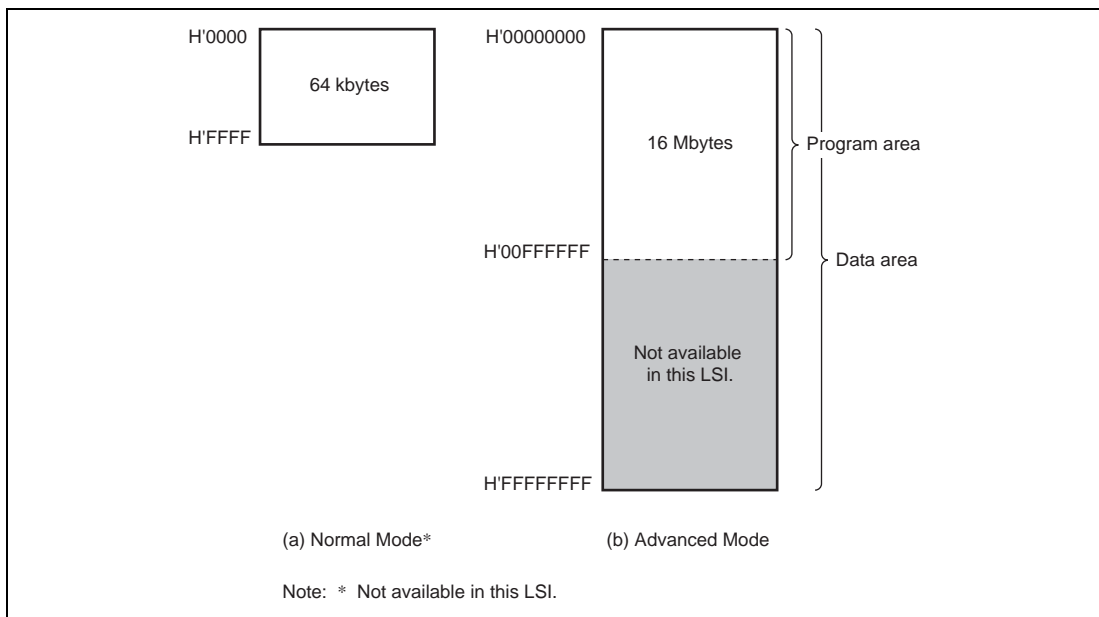 H'0000
64 kbytes
H'FFFF
H'00000000
16 Mbytes
Program area
H'00FFFFFF
Data area
Not available
in this LSI.
H'FFFFFFFF
(a) Normal Mode*
(b) Advanced Mode
Note: * Not available in this LSI.